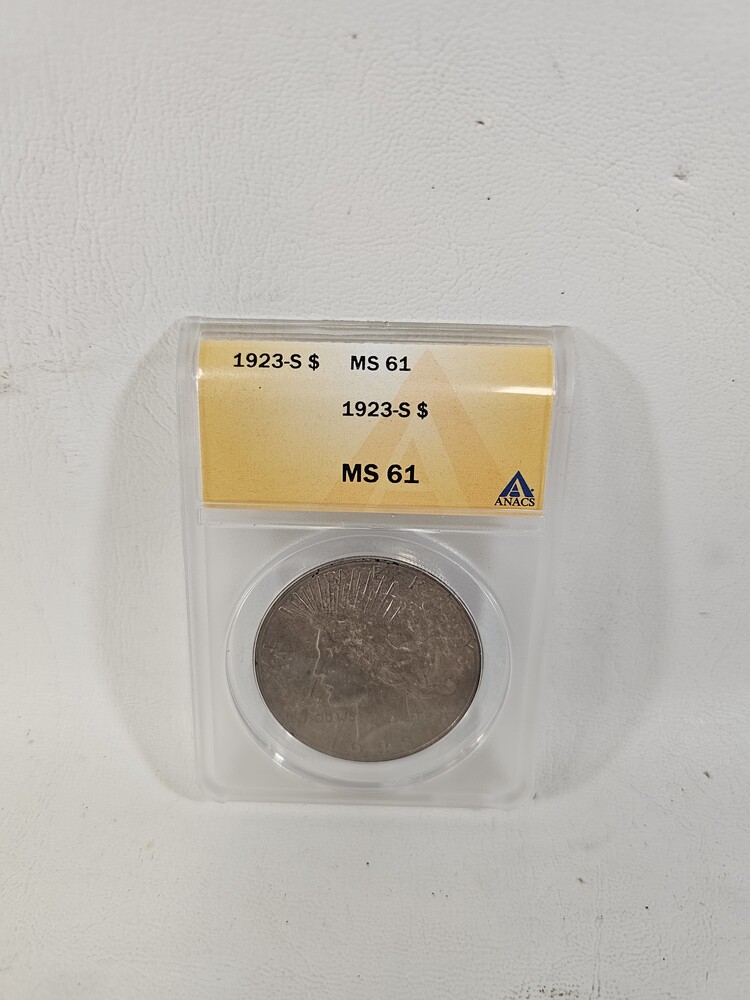 1923-S $ MS 61
1923-S $
MS 61
ANACS